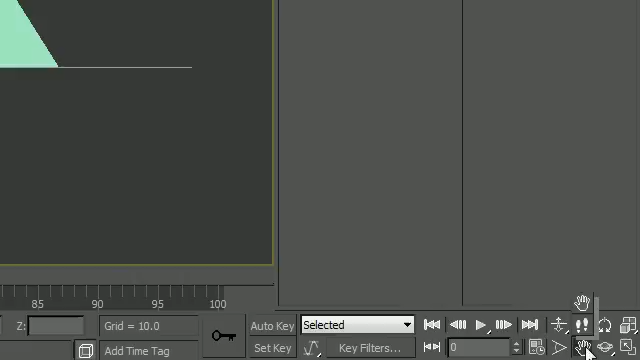 85 90 95 100
Z: Grid = 10.0 Auto Key Selected
Add Time Tag Set Key Key Filters... 0